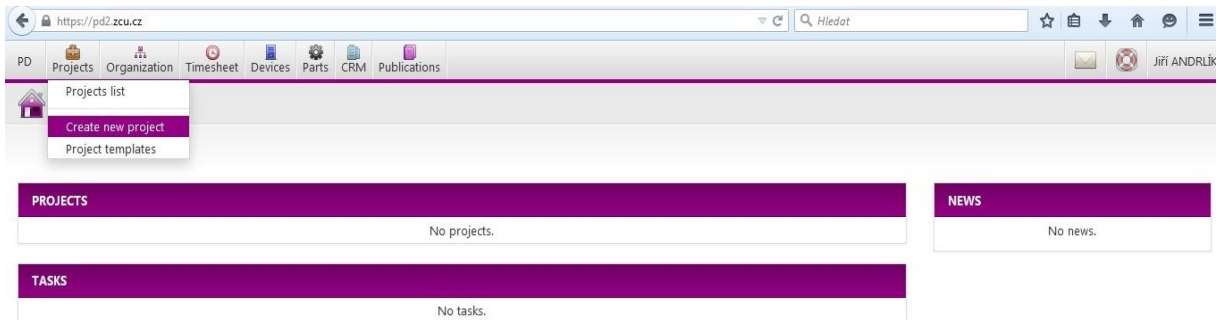 https://pd2.zcu.cz Hledat
PD Projects Organization Timesheet Devices Parts CRM Publications Jiří ANDRLÍK
Projects list
Create new project
Project templates
PROJECTS
No projects.
NEWS
No news.
TASKS
No tasks.